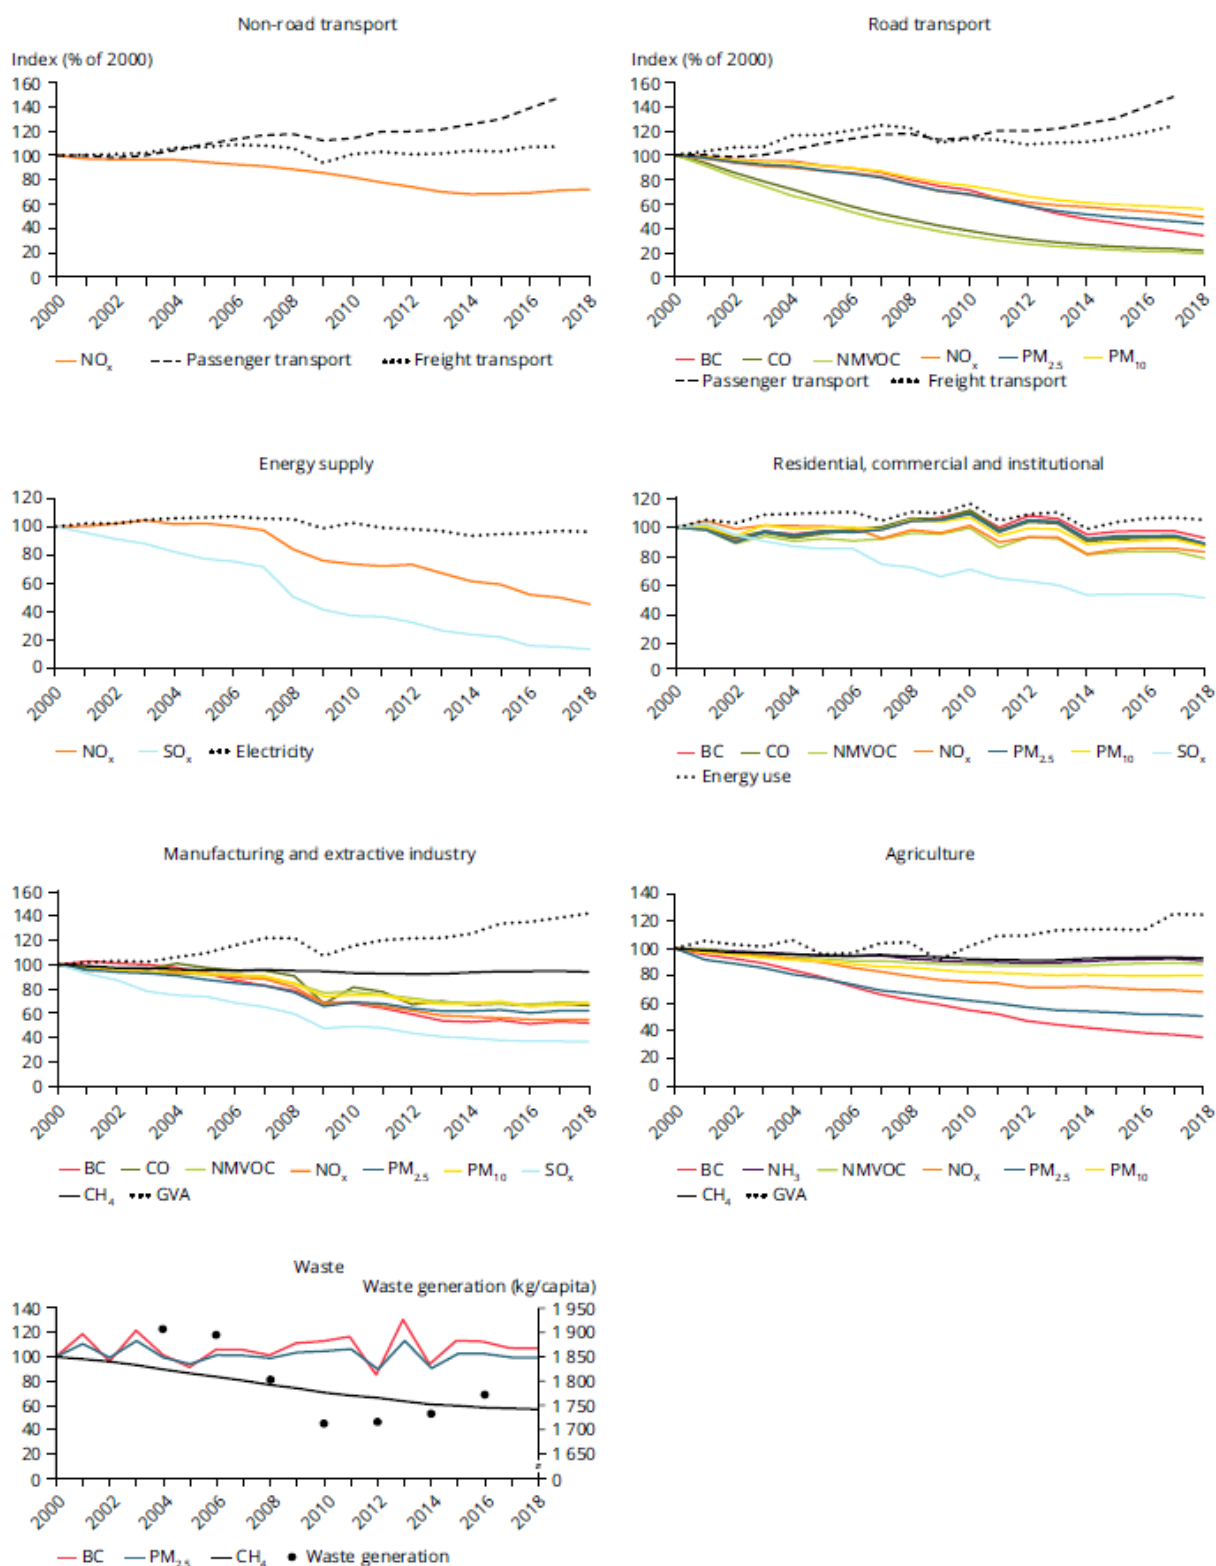 Non-road transport
Index (% of 2000)
160
140
120
100
80
60
40
20
0
2000 2002 2004 2006 2008 2010 2012 2014 2016 2018
NOx Passenger transport Freight transport
Road transport
Index (% of 2000)
160
140
120
100
80
60
40
20
0
2000 2002 2004 2006 2008 2010 2012 2014 2016 2018
BC CO NMVOC NOx PM2.5 PM10
Passenger transport Freight transport
Energy supply
120
100
80
60
40
20
0
2000 2002 2004 2006 2008 2010 2012 2014 2016 2018
NOx SOx Electricity
Residential, commercial and institutional
120
100
80
60
40
20
0
2000 2002 2004 2006 2008 2010 2012 2014 2016 2018
BC CO NMVOC NOx PM2.5 PM10 SOx
Energy use
Manufacturing and extractive industry
160
140
120
100
80
60
40
20
0
2000 2002 2004 2006 2008 2010 2012 2014 2016 2018
BC CO NMVOC NOx PM2.5 PM10 SOx
CH4 GVA
Agriculture
140
120
100
80
60
40
20
0
2000 2002 2004 2006 2008 2010 2012 2014 2016 2018
BC NH3 NMVOC NOx PM2.5 PM10
CH4 GVA
Waste
Waste generation (kg/capita)
140
120
100
80
60
40
20
0
1 950
1 900
1 850
1 800
1 750
1 700
1 650
0
2000 2002 2004 2006 2008 2010 2012 2014 2016 2018
BC PM2.5 CH4 Waste generation